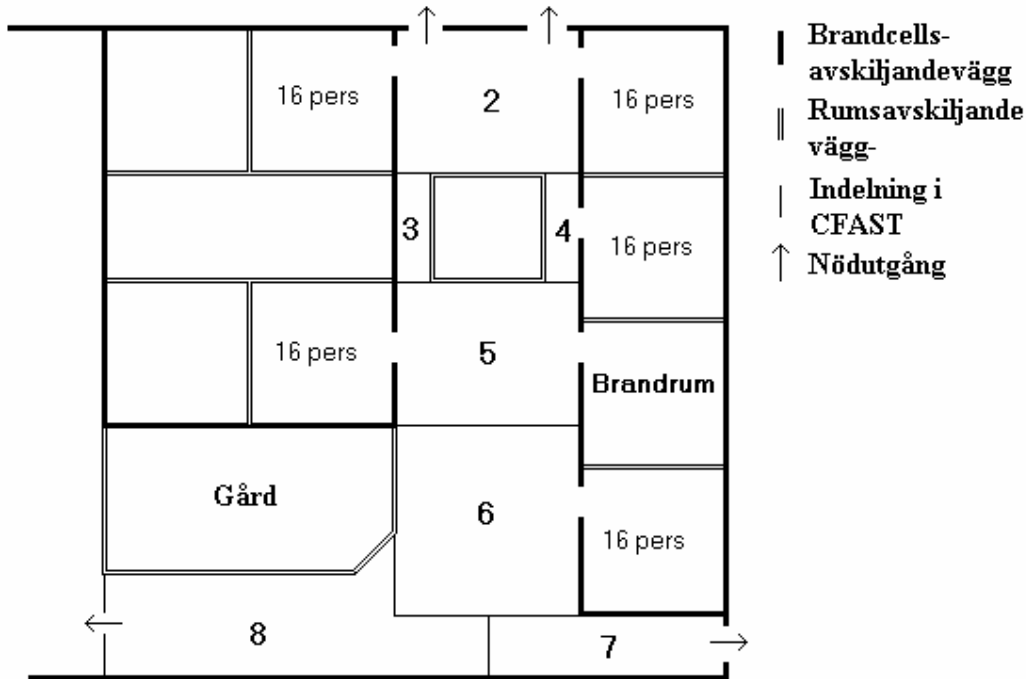 16 pers
2
16 pers
3
4
16 pers
16 pers
5
Brandrum
Gård
6
16 pers
8
7
Brandcells-
avskiljandevägg
Rumsavskiljande
vägg-
Indelning i
CFAST
Nödutgång